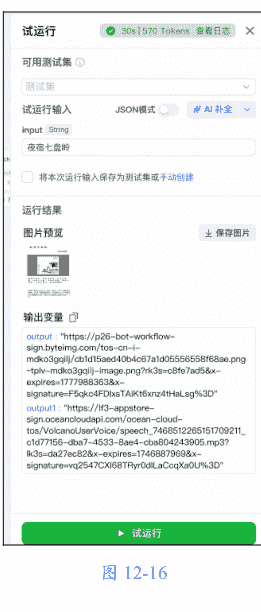 试运行
30s | 570 Tokens 查看日志
可用测试集
测试集
试运行输入
JSON模式
AI 补全
input String
夜宿七盘岭
将本次运行输入保存为测试集或手动创建
运行结果
图片预览
保存图片
输出变量
output : "https://p26-bot-workflow-
sign.byteimg.com/tos-cn-i-
mdko3gqilj/cb1d15aed40b4c67a1d05556558f68ae.png
~tplv-mdko3gqilj-image.png?rk3s=c8fe7ad5&x-
expires=1777988363&x-
signature=F5qko4FDlxsTAiKt6xnz4tHaLsg%3D"
output1 : "https://lf3-appstore-
sign.oceancloudapi.com/ocean-cloud-
tos/VolcanoUserVoice/speech_7468512265151709211_
c1d77156-dba7-4533-8ae4-cba804243905.mp3?
lk3s=da27ec82&x-expires=1746887969&x-
signature=vq2547CXl68TRyr0dlLaCcqXa0U%3D"
试运行
图 12-16